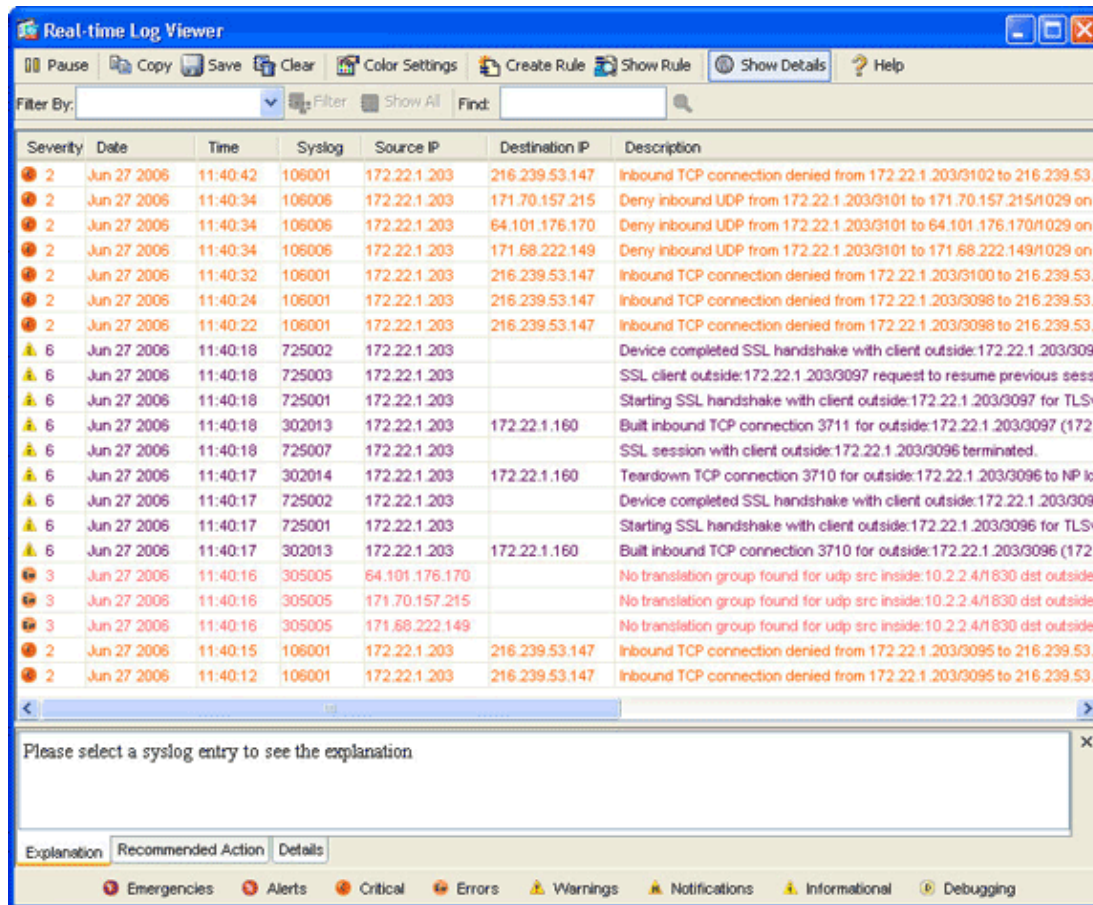 Real-time Log Viewer
Pause Copy Save Clear Color Settings Create Rule Show Rule Show Details Help
Filter By: Filter Show All Find:
Severity Date Time Syslog Source IP Destination IP Description
2 Jun 27 2006 11:40:42 106001 172.22.1.203 216.239.53.147 Inbound TCP connection denied from 172.22.1.203/3102 to 216.239.53.
2 Jun 27 2006 11:40:34 106006 172.22.1.203 171.70.157.215 Deny inbound UDP from 172.22.1.203/3101 to 171.70.157.215/1029 on
2 Jun 27 2006 11:40:34 106006 172.22.1.203 64.101.176.170 Deny inbound UDP from 172.22.1.203/3101 to 64.101.176.170/1029 on
2 Jun 27 2006 11:40:34 106006 172.22.1.203 171.68.222.149 Deny inbound UDP from 172.22.1.203/3101 to 171.68.222.149/1029 on
2 Jun 27 2006 11:40:32 106001 172.22.1.203 216.239.53.147 Inbound TCP connection denied from 172.22.1.203/3100 to 216.239.53.
2 Jun 27 2006 11:40:24 106001 172.22.1.203 216.239.53.147 Inbound TCP connection denied from 172.22.1.203/3098 to 216.239.53.
2 Jun 27 2006 11:40:22 106001 172.22.1.203 216.239.53.147 Inbound TCP connection denied from 172.22.1.203/3098 to 216.239.53.
6 Jun 27 2006 11:40:18 725002 172.22.1.203 Device completed SSL handshake with client outside:172.22.1.203/309
6 Jun 27 2006 11:40:18 725003 172.22.1.203 SSL client outside:172.22.1.203/3097 request to resume previous sess
6 Jun 27 2006 11:40:18 725001 172.22.1.203 Starting SSL handshake with client outside:172.22.1.203/3097 for TLSv
6 Jun 27 2006 11:40:18 302013 172.22.1.203 172.22.1.160 Built inbound TCP connection 3711 for outside:172.22.1.203/3097 (172
6 Jun 27 2006 11:40:18 725007 172.22.1.203 SSL session with client outside:172.22.1.203/3096 terminated.
6 Jun 27 2006 11:40:17 302014 172.22.1.203 172.22.1.160 Teardown TCP connection 3710 for outside:172.22.1.203/3096 to NP Ic
6 Jun 27 2006 11:40:17 725002 172.22.1.203 Device completed SSL handshake with client outside:172.22.1.203/309
6 Jun 27 2006 11:40:17 725001 172.22.1.203 Starting SSL handshake with client outside:172.22.1.203/3096 for TLSv
6 Jun 27 2006 11:40:17 302013 172.22.1.203 172.22.1.160 Built inbound TCP connection 3710 for outside:172.22.1.203/3096 (172
3 Jun 27 2006 11:40:16 305005 64.101.176.170 No translation group found for udp src inside:10.2.2.4/1830 dst outside
3 Jun 27 2006 11:40:16 305005 171.70.157.215 No translation group found for udp src inside:10.2.2.4/1830 dst outside
3 Jun 27 2006 11:40:16 305005 171.68.222.149 No translation group found for udp src inside:10.2.2.4/1830 dst outside
2 Jun 27 2006 11:40:15 106001 172.22.1.203 216.239.53.147 Inbound TCP connection denied from 172.22.1.203/3095 to 216.239.53.
2 Jun 27 2006 11:40:12 106001 172.22.1.203 216.239.53.147 Inbound TCP connection denied from 172.22.1.203/3095 to 216.239.53.
Please select a syslog entry to see the explanation
Explanation Recommended Action Details
Emergencies Alerts Critical Errors Warnings Notifications Informational Debugging